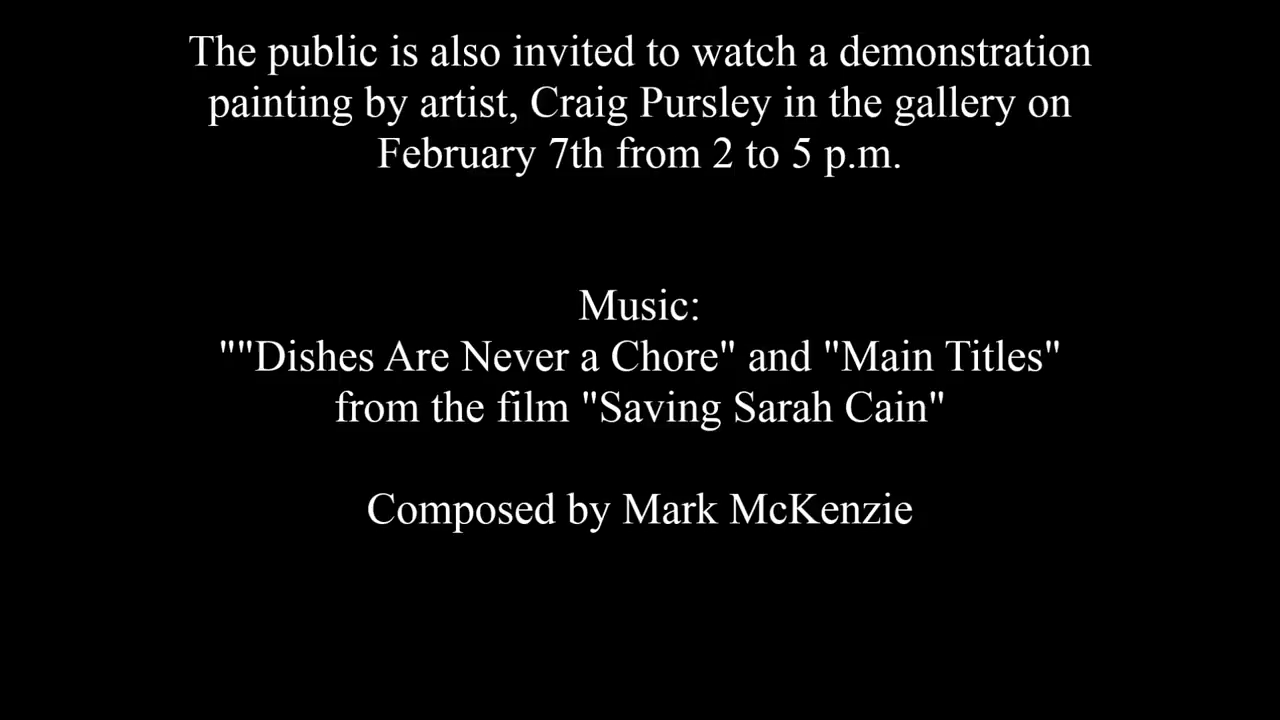 The public is also invited to watch a demonstration
painting by artist, Craig Pursley in the gallery on
February 7th from 2 to 5 p.m.
Music:
""Dishes Are Never a Chore" and "Main Titles"
from the film "Saving Sarah Cain"
Composed by Mark McKenzie